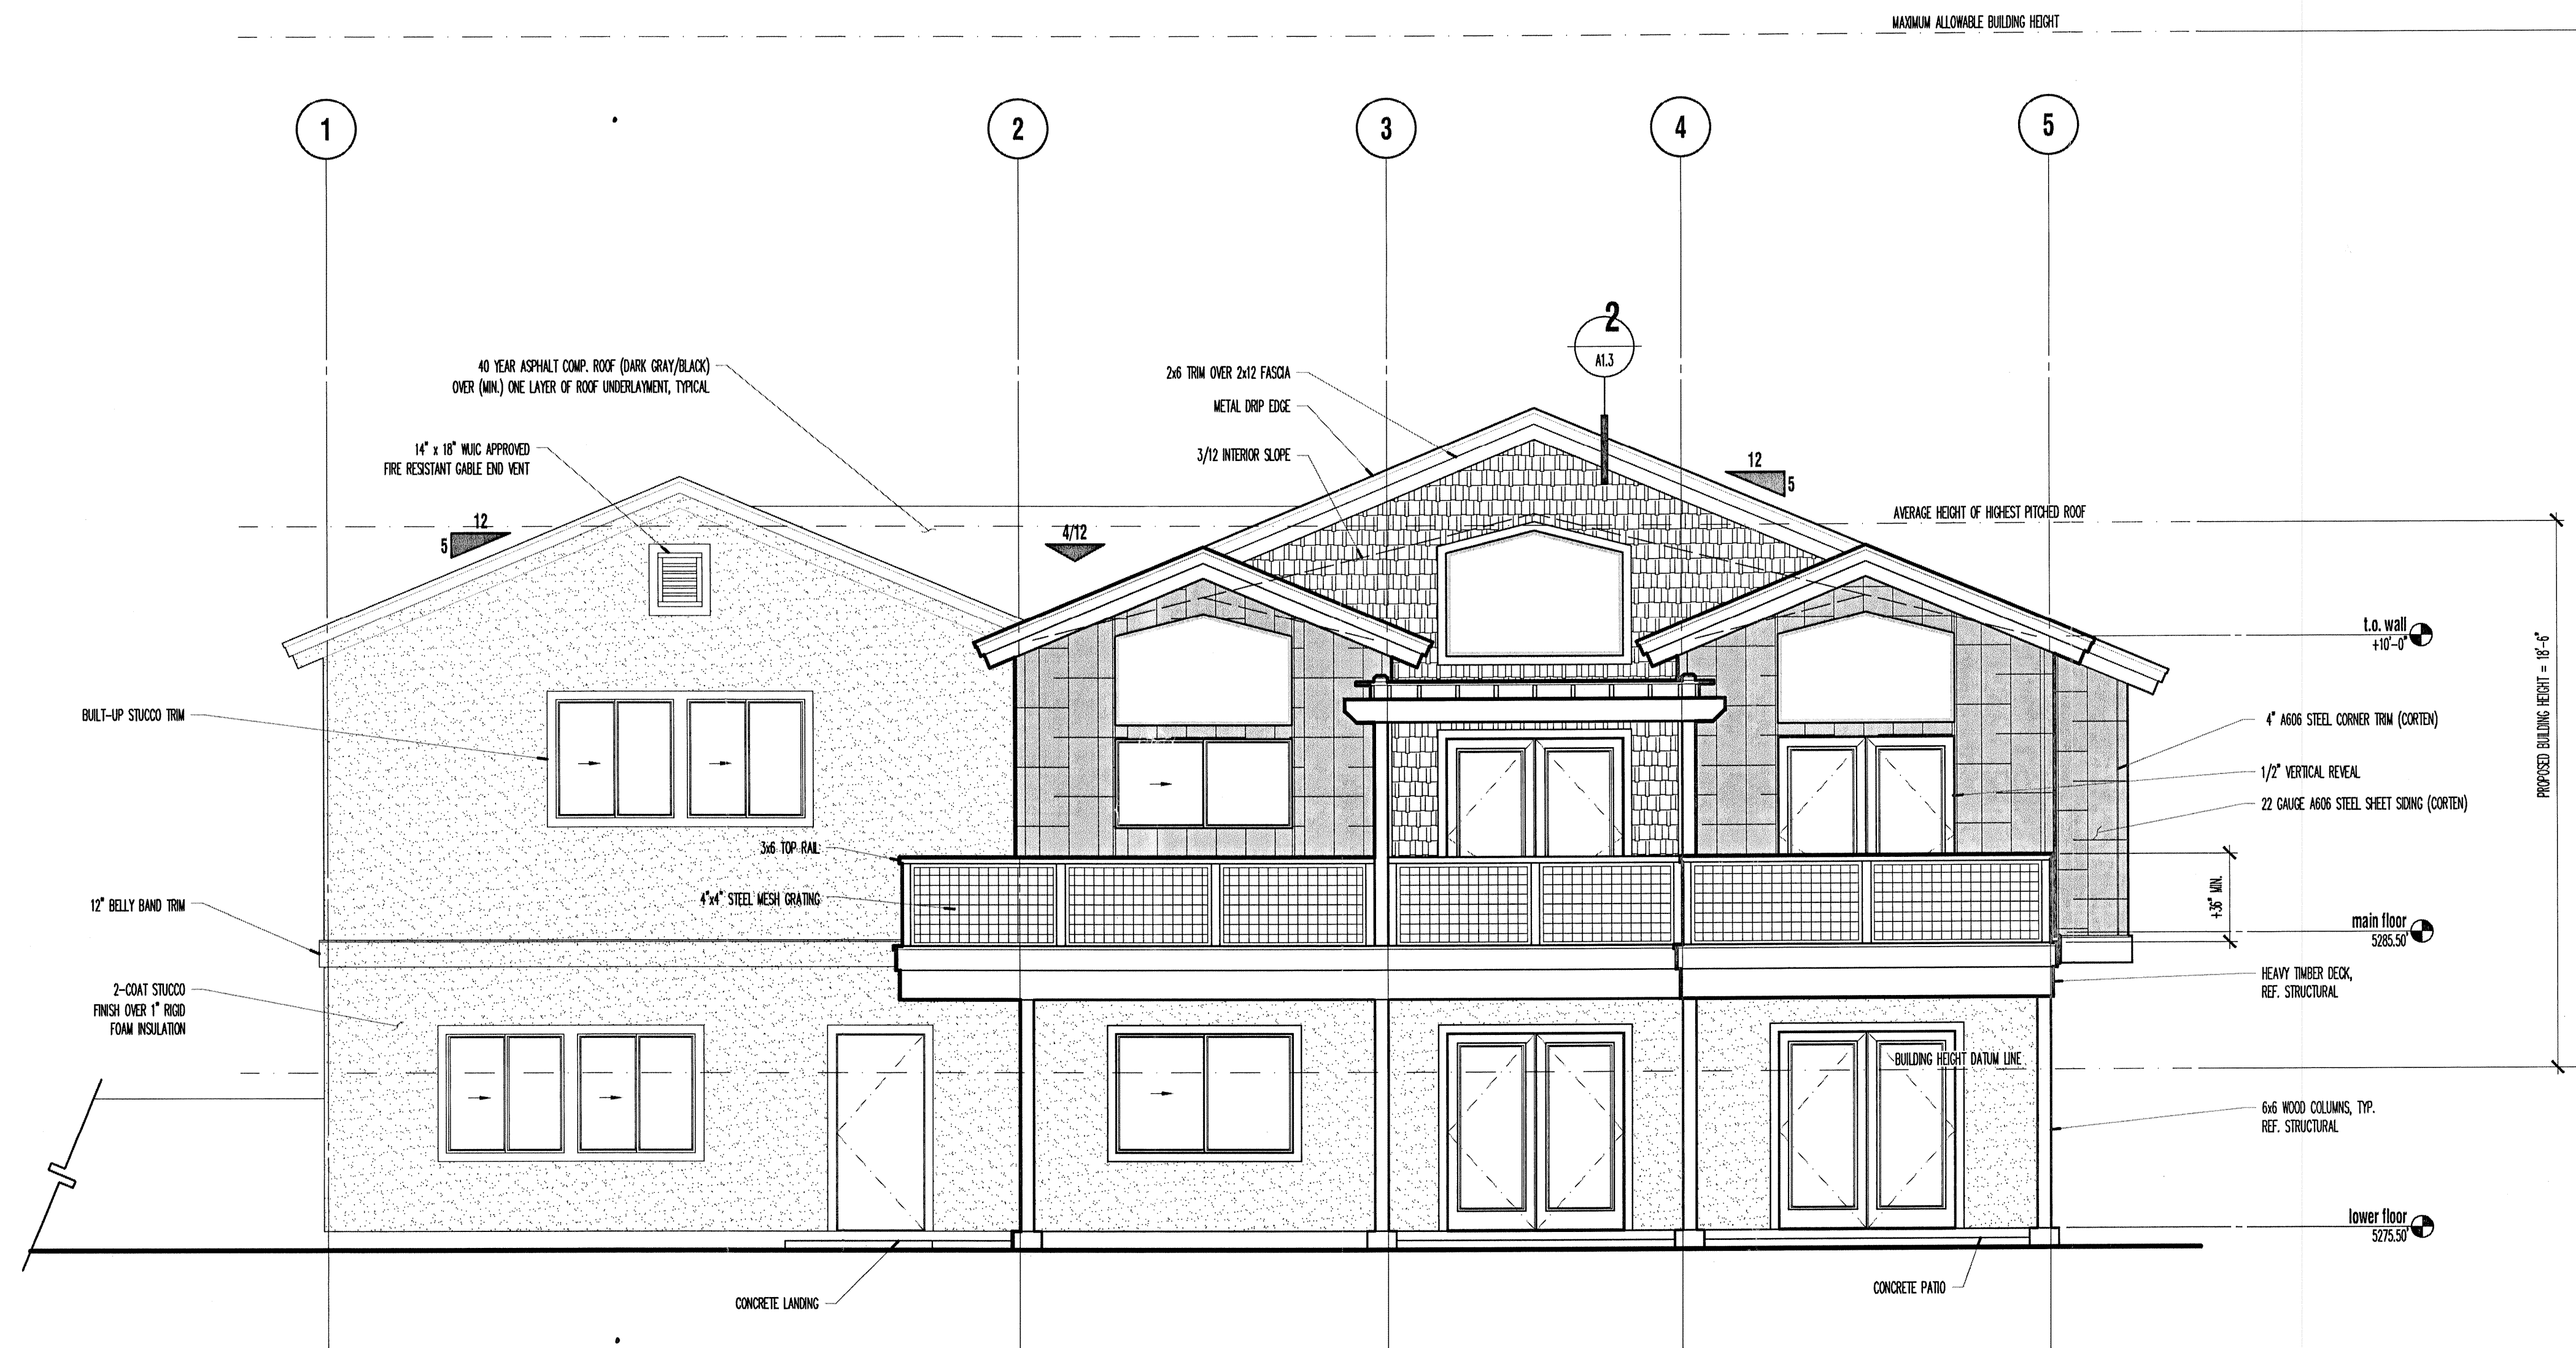 MAXIMUM ALLOWABLE BUILDING HEIGHT
1
2
3
4
5
2
A1.3
40 YEAR ASPHALT COMP. ROOF (DARK GRAY/BLACK)
OVER (MIN.) ONE LAYER OF ROOF UNDERLAYMENT, TYPICAL
2x6 TRIM OVER 2x12 FASCIA
METAL DRIP EDGE
3/12 INTERIOR SLOPE
14" x 18" WUIC APPROVED
FIRE RESISTANT GABLE END VENT
12
5
12
5
4/12
AVERAGE HEIGHT OF HIGHEST PITCHED ROOF
t.o. wall
+10'-0"
PROPOSED BUILDING HEIGHT = 18'-6"
BUILT-UP STUCCO TRIM
4" A606 STEEL CORNER TRIM (CORTEN)
1/2" VERTICAL REVEAL
22 GAUGE A606 STEEL SHEET SIDING (CORTEN)
3x6 TOP RAIL
4"x4" STEEL MESH GRATING
+36" MIN.
12" BELLY BAND TRIM
main floor
5285.50'
2-COAT STUCCO
FINISH OVER 1" RIGID
FOAM INSULATION
HEAVY TIMBER DECK,
REF. STRUCTURAL
BUILDING HEIGHT DATUM LINE
6x6 WOOD COLUMNS, TYP.
REF. STRUCTURAL
lower floor
5275.50'
CONCRETE LANDING
CONCRETE PATIO